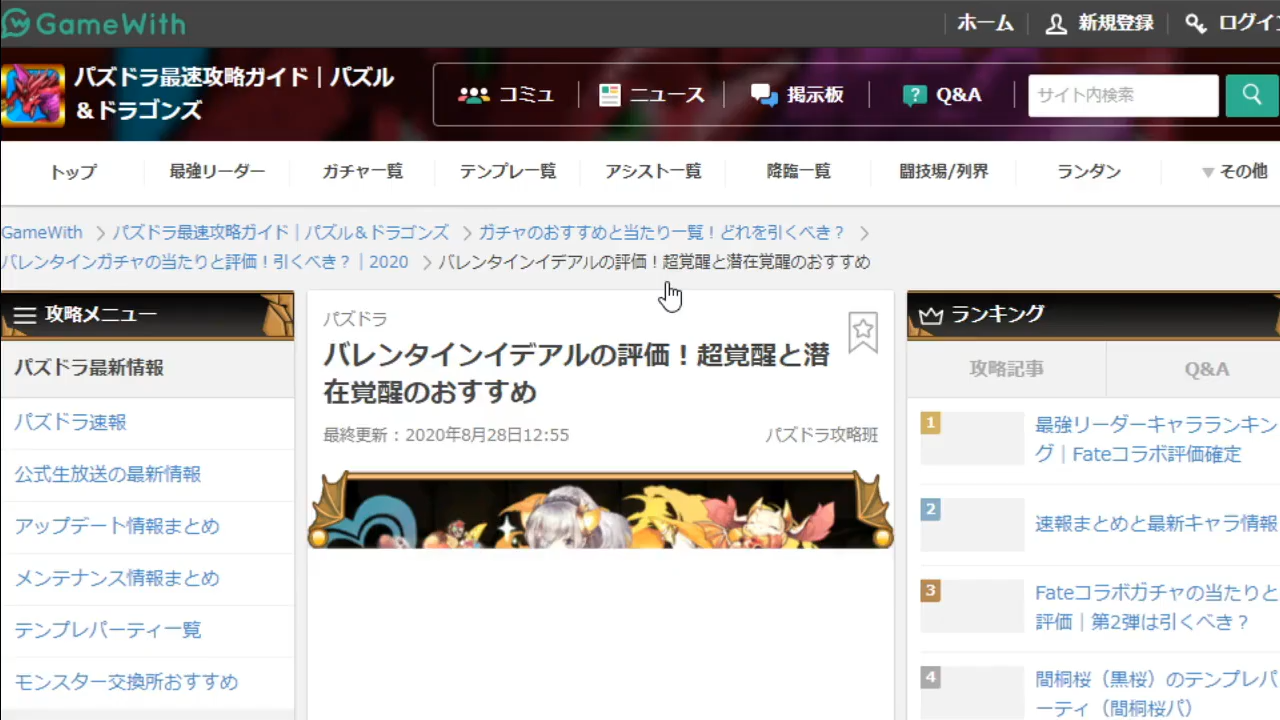 GameWith
ホーム
新規登録
ログイ
パズドラ最速攻略ガイド｜パズル
＆ドラゴンズ
コミュ
ニュース
掲示板
Q&A
サイト内検索
トップ
最強リーダー
ガチャ一覧
テンプレ一覧
アシスト一覧
降臨一覧
闘技場/列界
ランダン
▼その他
GameWith > パズドラ最速攻略ガイド｜パズル＆ドラゴンズ > ガチャのおすすめと当たり一覧！どれを引くべき？ >
バレンタインガチャの当たりと評価！引くべき？｜2020 > バレンタインイデアルの評価！超覚醒と潜在覚醒のおすすめ
攻略メニュー
パズドラ最新情報
パズドラ速報
公式生放送の最新情報
アップデート情報まとめ
メンテナンス情報まとめ
テンプレパーティ一覧
モンスター交換所おすすめ
パズドラ
バレンタインイデアルの評価！超覚醒と潜
在覚醒のおすすめ
最終更新：2020年8月28日12:55
パズドラ攻略班
ランキング
攻略記事
Q&A
1
最強リーダーキャラランキン
グ｜Fateコラボ評価確定
2
速報まとめと最新キャラ情報
3
Fateコラボガチャの当たりと
評価｜第2弾は引くべき？
4
間桐桜（黒桜）のテンプレパ
ーティ（間桐桜パ）